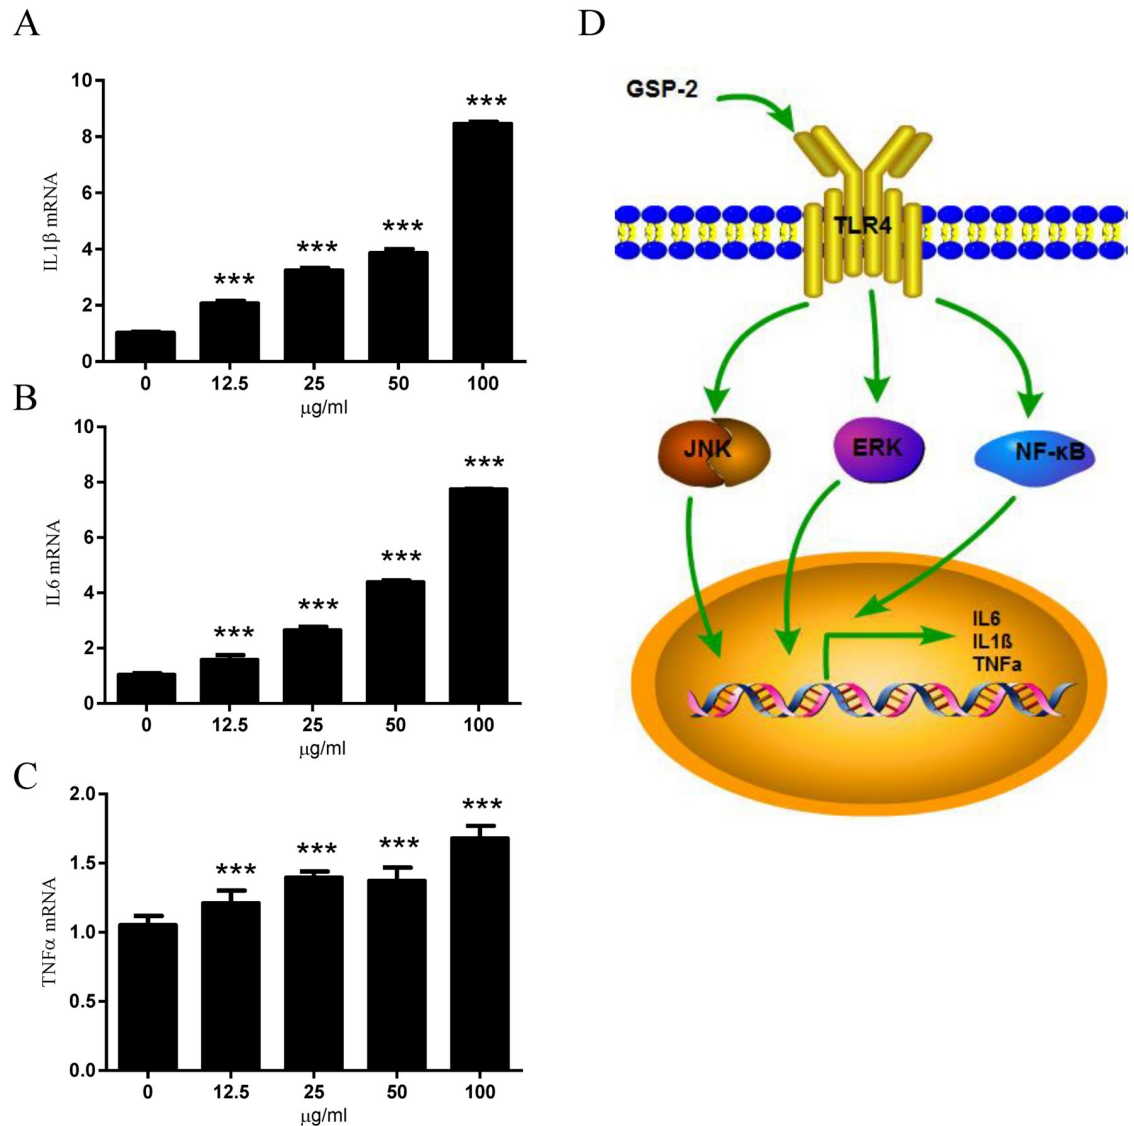 A
IL1β mRNA
10
8
6
4
2
0
***
***
***
***
0 12.5 25 50 100
μg/ml
B
IL6 mRNA
10
8
6
4
2
0
***
***
***
***
0 12.5 25 50 100
μg/ml
C
TNFα mRNA
2.0
1.5
1.0
0.5
0.0
***
***
***
***
0 12.5 25 50 100
μg/ml
D
GSP-2
TLR4
JNK
ERK
NF-κB
IL6
IL1ß
TNFa